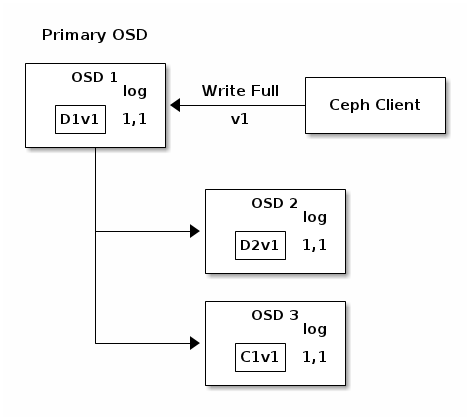 Primary OSD
OSD 1
log
D1v1 1,1
Write Full
v1
Ceph Client
OSD 2
log
D2v1 1,1
OSD 3
log
C1v1 1,1